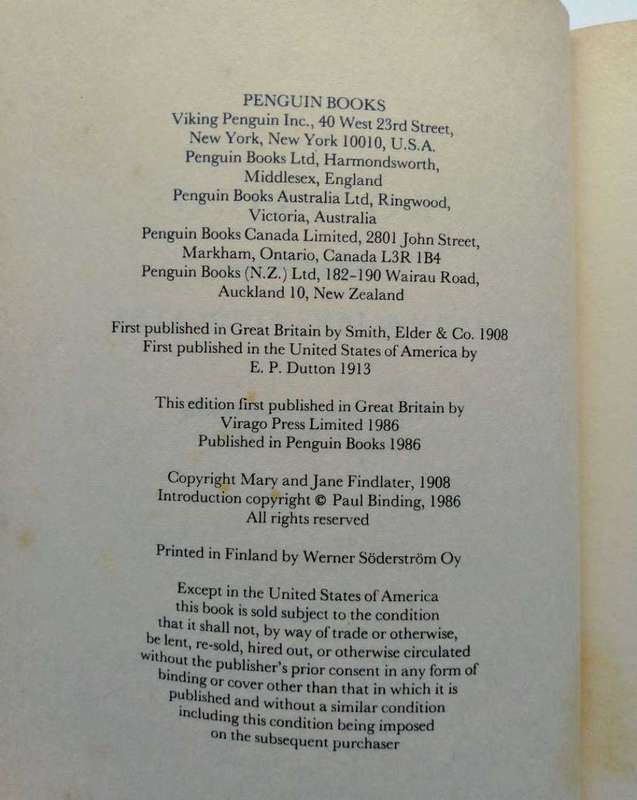 PENGUIN BOOKS
Viking Penguin Inc., 40 West 23rd Street,
New York, New York 10010, U.S.A.
Penguin Books Ltd, Harmondsworth,
Middlesex, England
Penguin Books Australia Ltd, Ringwood,
Victoria, Australia
Penguin Books Canada Limited, 2801 John Street,
Markham, Ontario, Canada L3R 1B4
Penguin Books (N.Z.) Ltd, 182–190 Wairau Road,
Auckland 10, New Zealand
First published in Great Britain by Smith, Elder & Co. 1908
First published in the United States of America by
E. P. Dutton 1913
This edition first published in Great Britain by
Virago Press Limited 1986
Published in Penguin Books 1986
Copyright Mary and Jane Findlater, 1908
Introduction copyright © Paul Binding, 1986
All rights reserved
Printed in Finland by Werner Söderström Oy
Except in the United States of America
this book is sold subject to the condition
that it shall not, by way of trade or otherwise,
be lent, re-sold, hired out, or otherwise circulated
without the publisher's prior consent in any form of
binding or cover other than that in which it is
published and without a similar condition
including this condition being imposed
on the subsequent purchaser